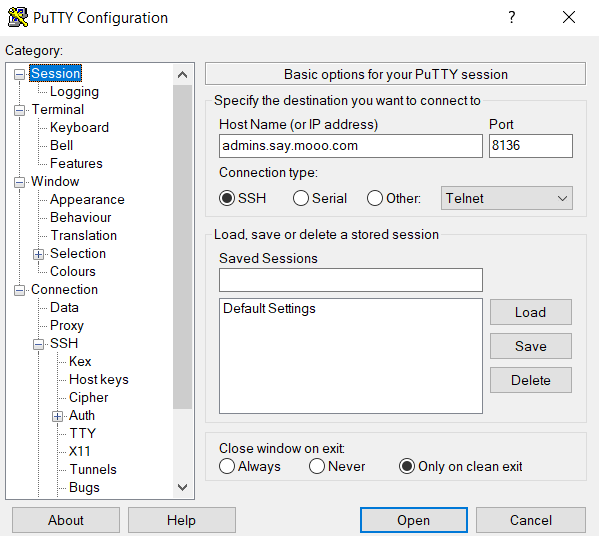 PuTTY Configuration
Category:
Session
Logging
Terminal
Keyboard
Bell
Features
Window
Appearance
Behaviour
Translation
Selection
Colours
Connection
Data
Proxy
SSH
Kex
Host keys
Cipher
Auth
TTY
X11
Tunnels
Bugs
Basic options for your PuTTY session
Specify the destination you want to connect to
Host Name (or IP address) Port
admins.say.mooo.com 8136
Connection type:
SSH Serial Other: Telnet
Load, save or delete a stored session
Saved Sessions
Default Settings
Load
Save
Delete
Close window on exit:
Always Never Only on clean exit
About Help Open Cancel